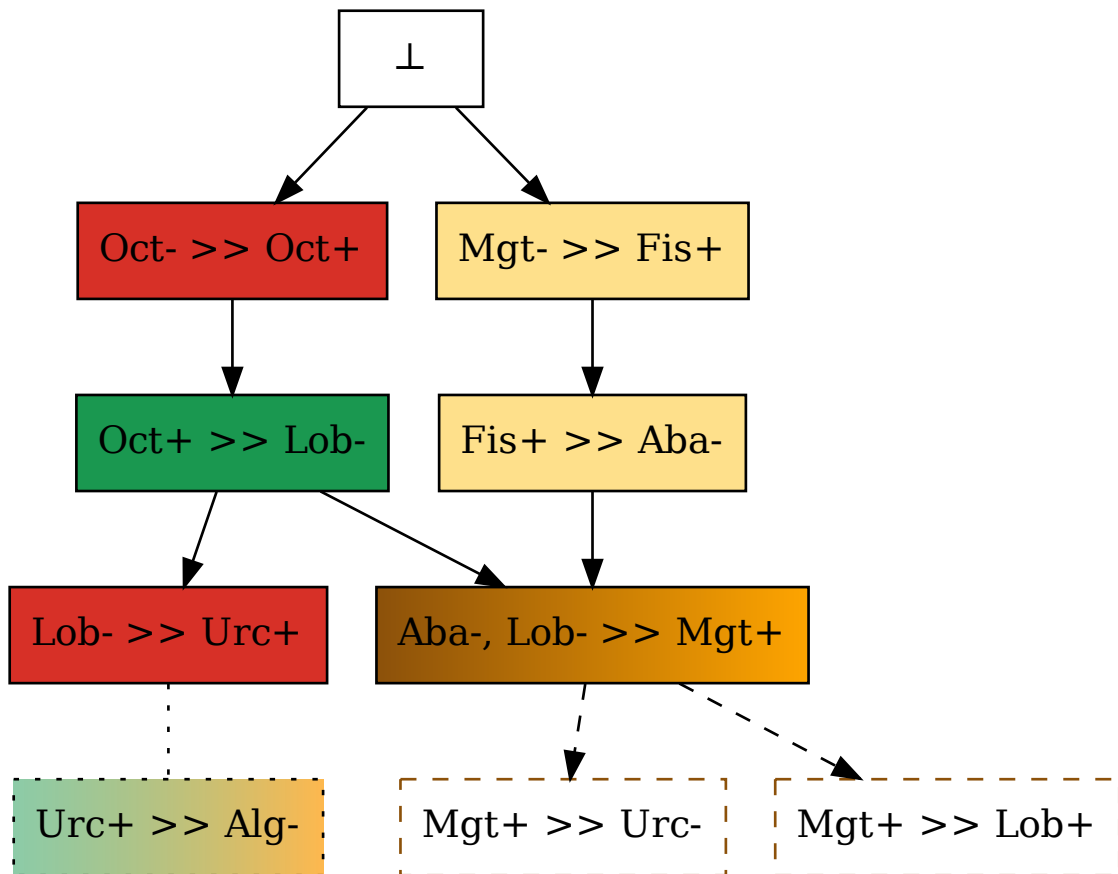 ⊥
Oct- >> Oct+
Mgt- >> Fis+
Oct+ >> Lob-
Fis+ >> Aba-
Lob- >> Urc+
Aba-, Lob- >> Mgt+
Urc+ >> Alg-
Mgt+ >> Urc-
Mgt+ >> Lob+